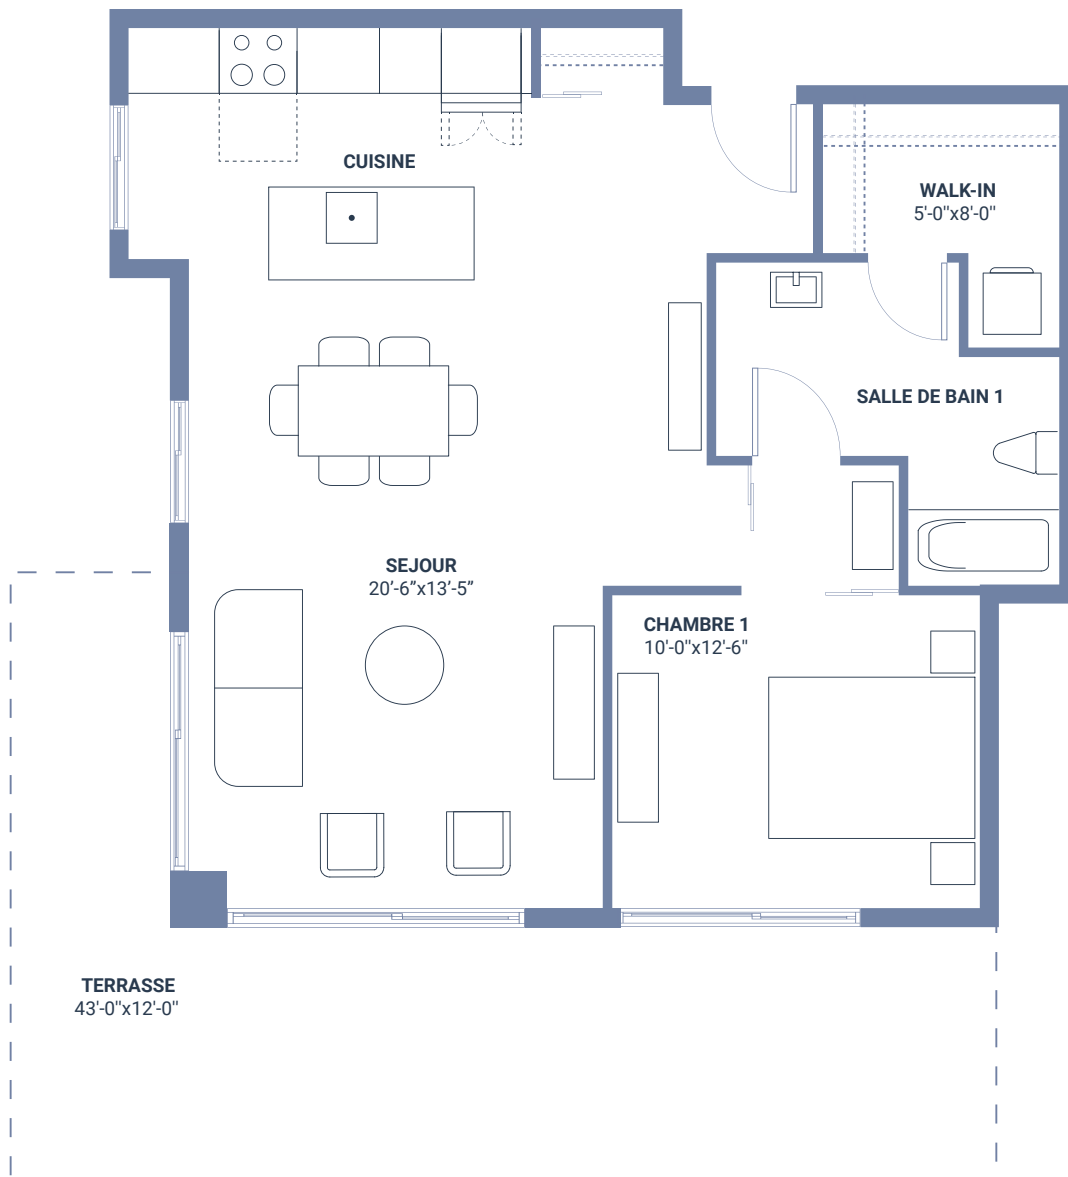 CUISINE
WALK-IN
5'-0"x8'-0"
SALLE DE BAIN 1
SEJOUR
20’-6”x13’-5”
CHAMBRE 1
10'-0"x12'-6"
TERRASSE
43'-0"x12'-0"